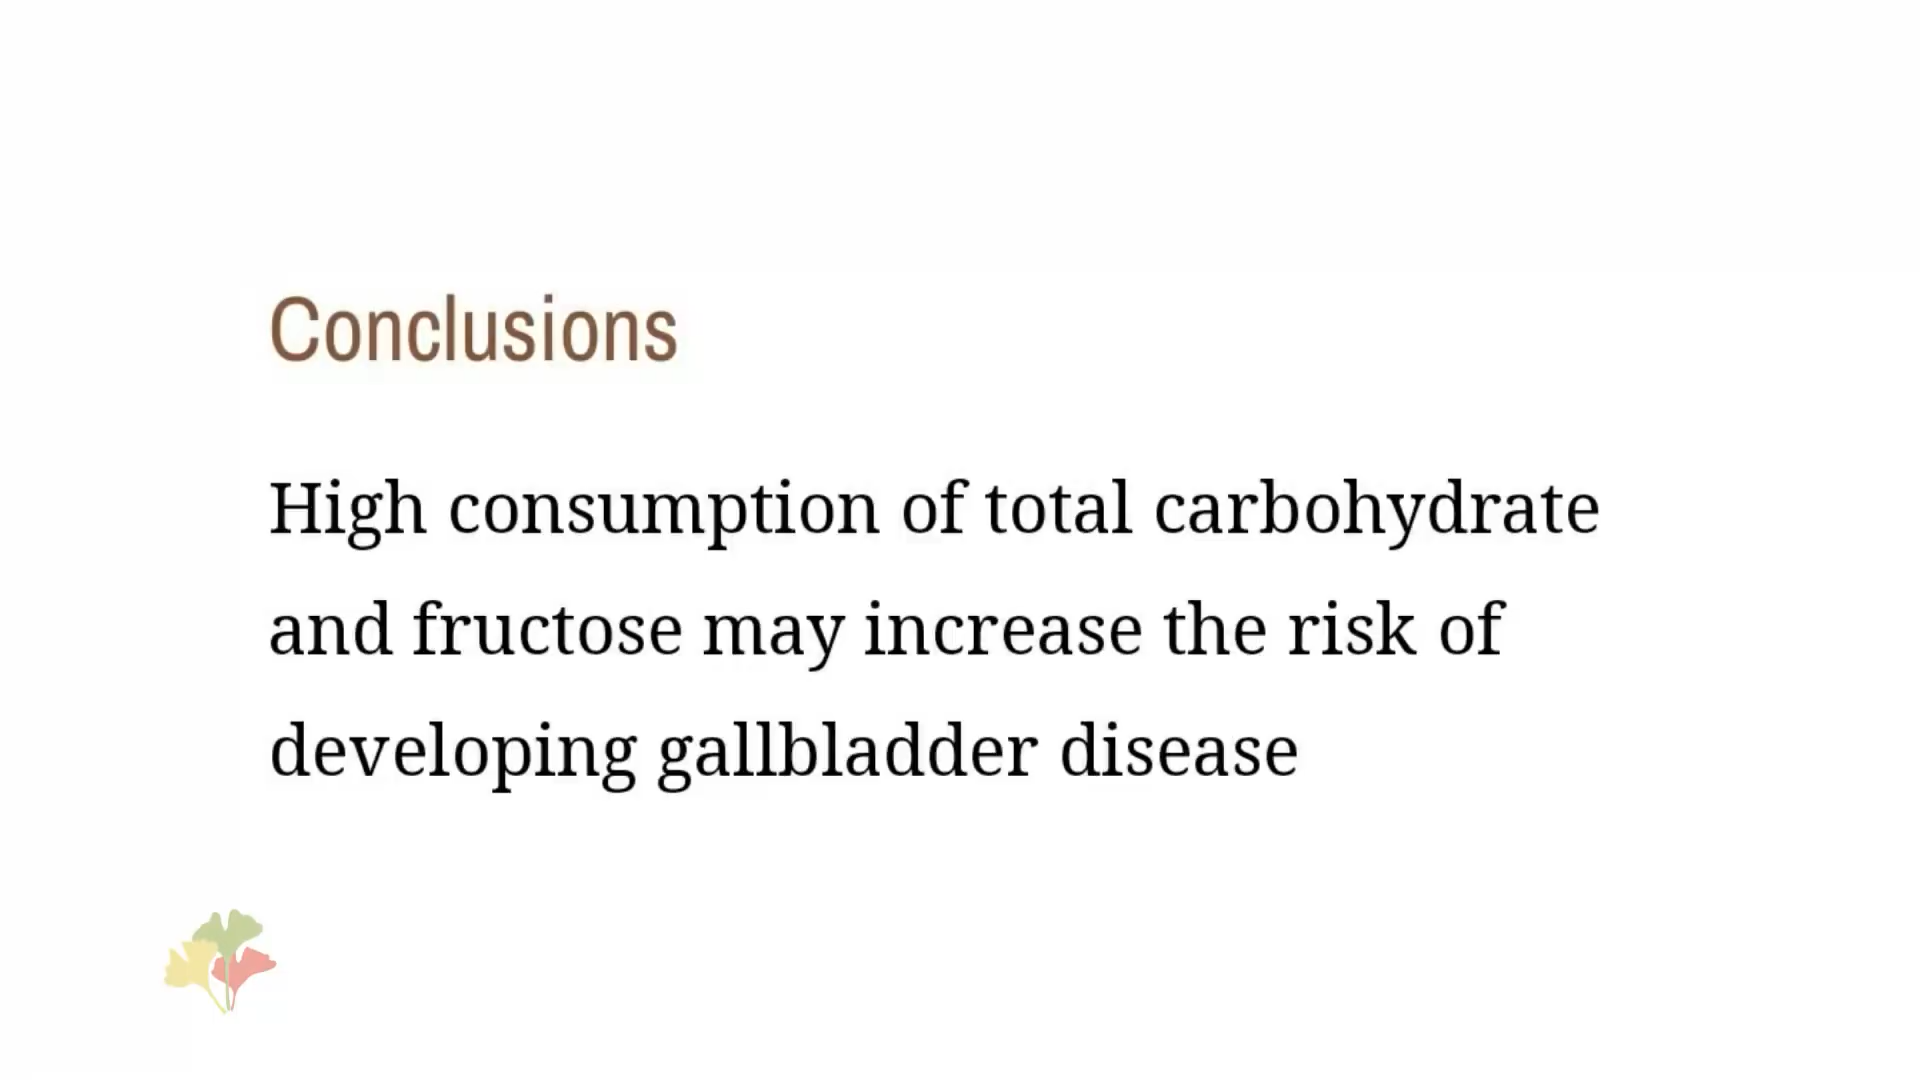 Conclusions
High consumption of total carbohydrate
and fructose may increase the risk of
developing gallbladder disease